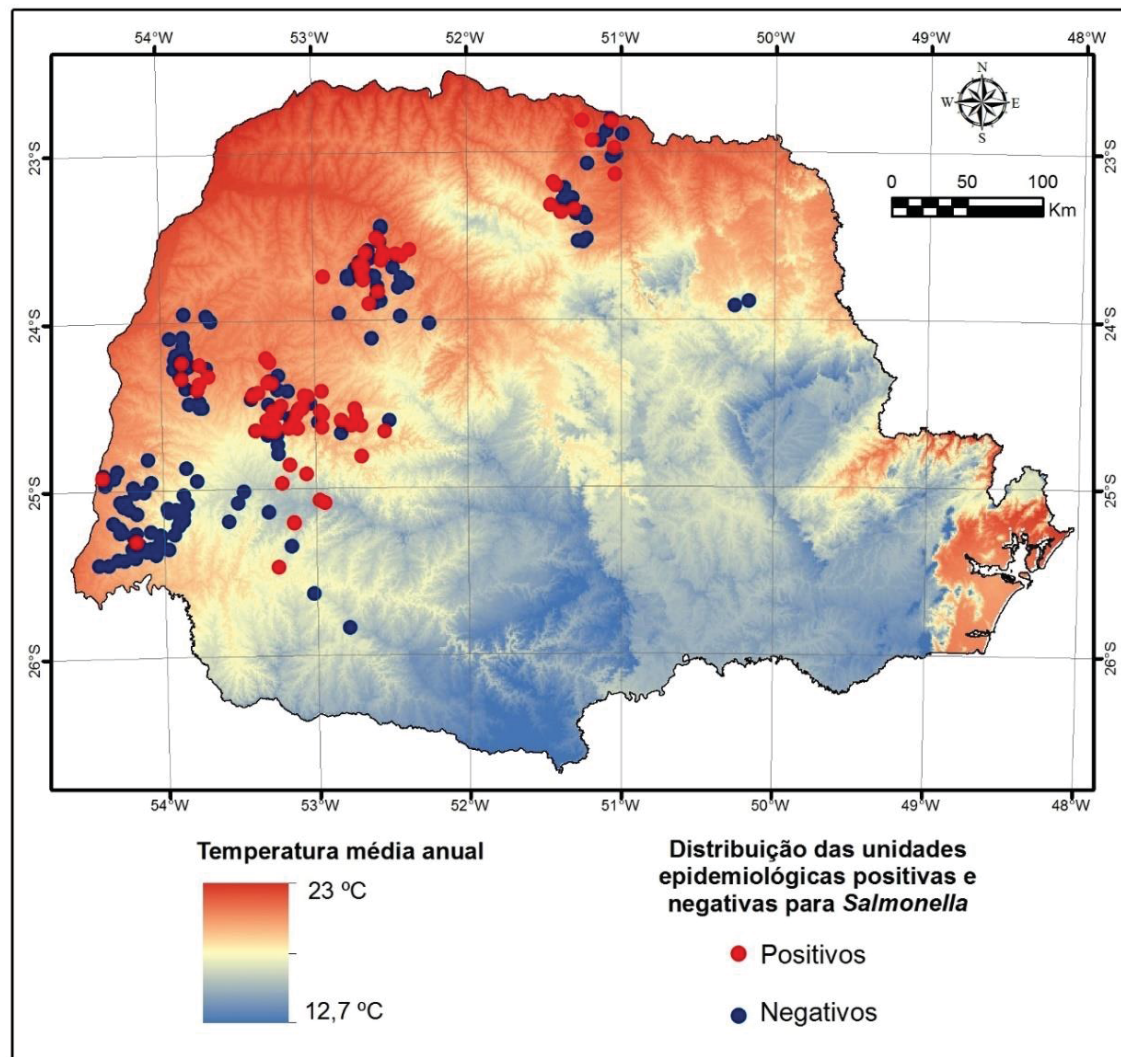 54°W 53°W 52°W 51°W 50°W 49°W 48°W
N
W E
S
23°S 23°S
0 50 100
Km
24°S 24°S
25°S 25°S
26°S 26°S
54°W 53°W 52°W 51°W 50°W 49°W 48°W
Temperatura média anual
23 ºC
12,7 ºC
Distribuição das unidades
epidemiológicas positivas e
negativas para Salmonella
Positivos
Negativos